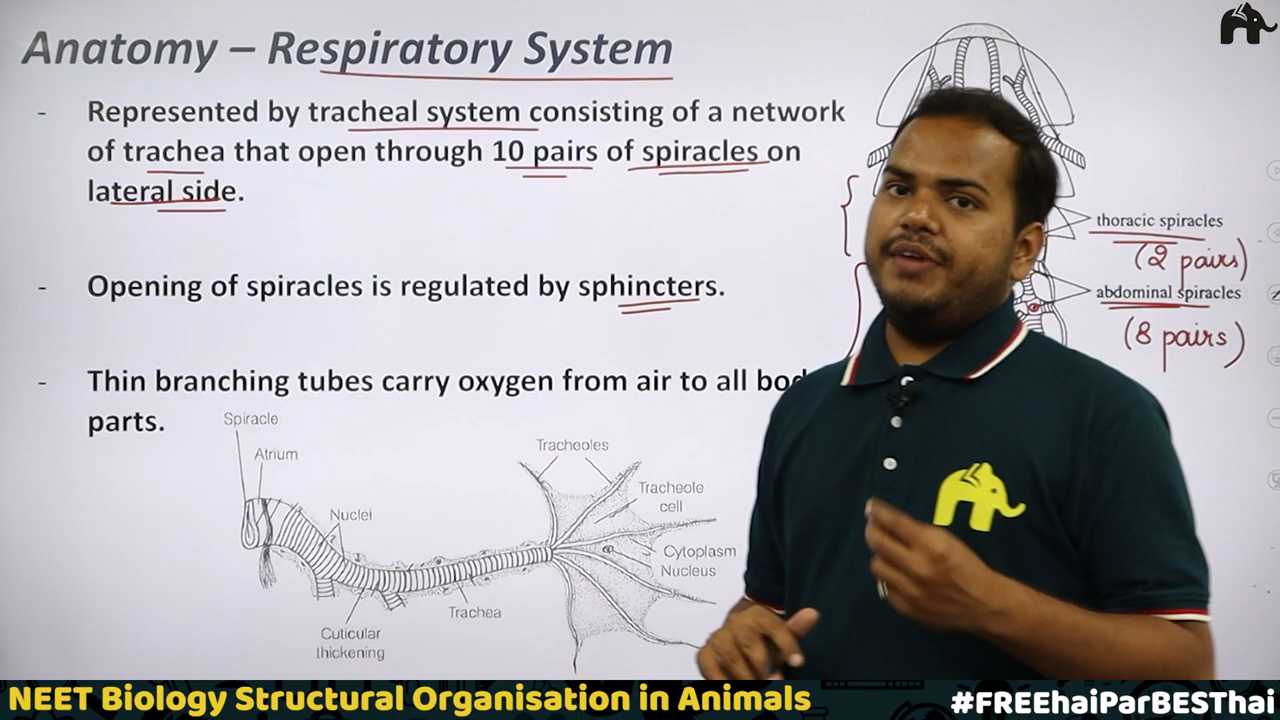 Anatomy – Respiratory System
- Represented by tracheal system consisting of a network
of trachea that open through 10 pairs of spiracles on
lateral side.
thoracic spiracles
(2 pairs)
- Opening of spiracles is regulated by sphincters.
abdominal spiracles
(8 pairs)
- Thin branching tubes carry oxygen from air to all
parts.
Spiracle
Atrium
Nuclei
Cuticular
thickening
Trachea
Tracheoles
Tracheole
cell
Cytoplasm
Nucleus
NEET Biology Structural Organisation in Animals
#FREEhaiParBESThai